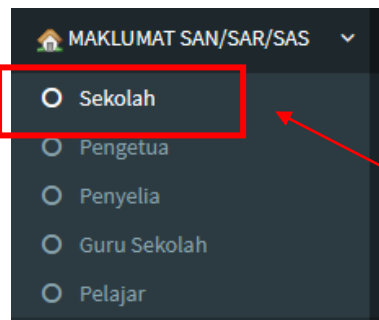 MAKLUMAT SAN/SAR/SAS
Sekolah
Pengetua
Penyelia
Guru Sekolah
Pelajar